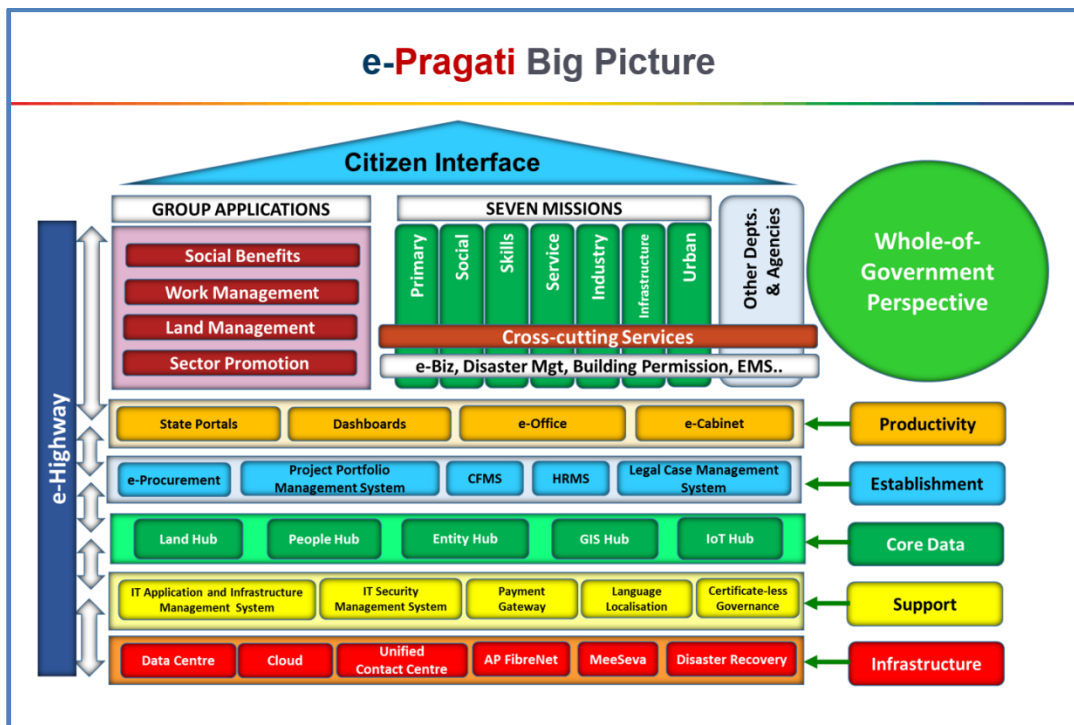 e-Pragati Big Picture
Citizen Interface
GROUP APPLICATIONS
Social Benefits
Work Management
Land Management
Sector Promotion
SEVEN MISSIONS
Primary
Social
Skills
Service
Industry
Infrastructure
Urban
Other Depts.
& Agencies
Cross-cutting Services
e-Biz, Disaster Mgt, Building Permission, EMS..
Whole-of-
Government
Perspective
e-Highway
State Portals
Dashboards
e-Office
e-Cabinet
Productivity
e-Procurement
Project Portfolio
Management System
CFMS
HRMS
Legal Case Management
System
Establishment
Land Hub
People Hub
Entity Hub
GIS Hub
IoT Hub
Core Data
IT Application and Infrastructure
Management System
IT Security
Management System
Payment
Gateway
Language
Localisation
Certificate-less
Governance
Support
Data Centre
Cloud
Unified
Contact Centre
AP FibreNet
MeeSeva
Disaster Recovery
Infrastructure